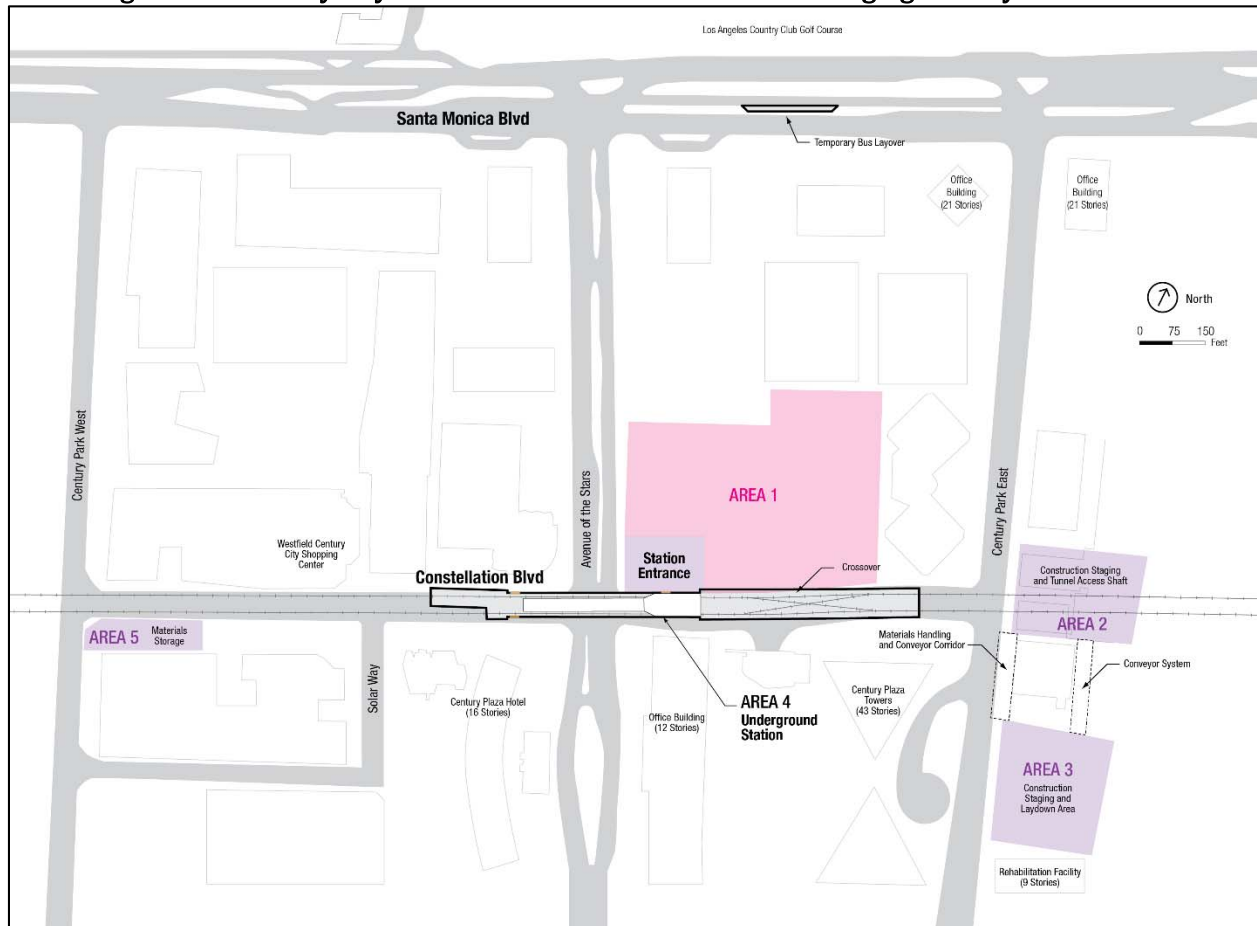 Los Angeles Country Club Golf Course
Santa Monica Blvd
Temporary Bus Layover
Office
Building
(21 Stories)
Office
Building
(21 Stories)
North
0 75 150
Feet
Century Park West
Avenue of the Stars
Century Park East
AREA 1
Westfield Century
City Shopping
Center
Constellation Blvd
Station
Entrance
Crossover
Construction Staging
and Tunnel Access Shaft
AREA 2
AREA 5
Materials
Storage
Materials Handling
and Conveyor Corridor
Conveyor System
Solar Way
Century Plaza Hotel
(16 Stories)
Office Building
(12 Stories)
AREA 4
Underground
Station
Century Plaza
Towers
(43 Stories)
AREA 3
Construction
Staging and
Laydown Area
Rehabilitation Facility
(9 Stories)